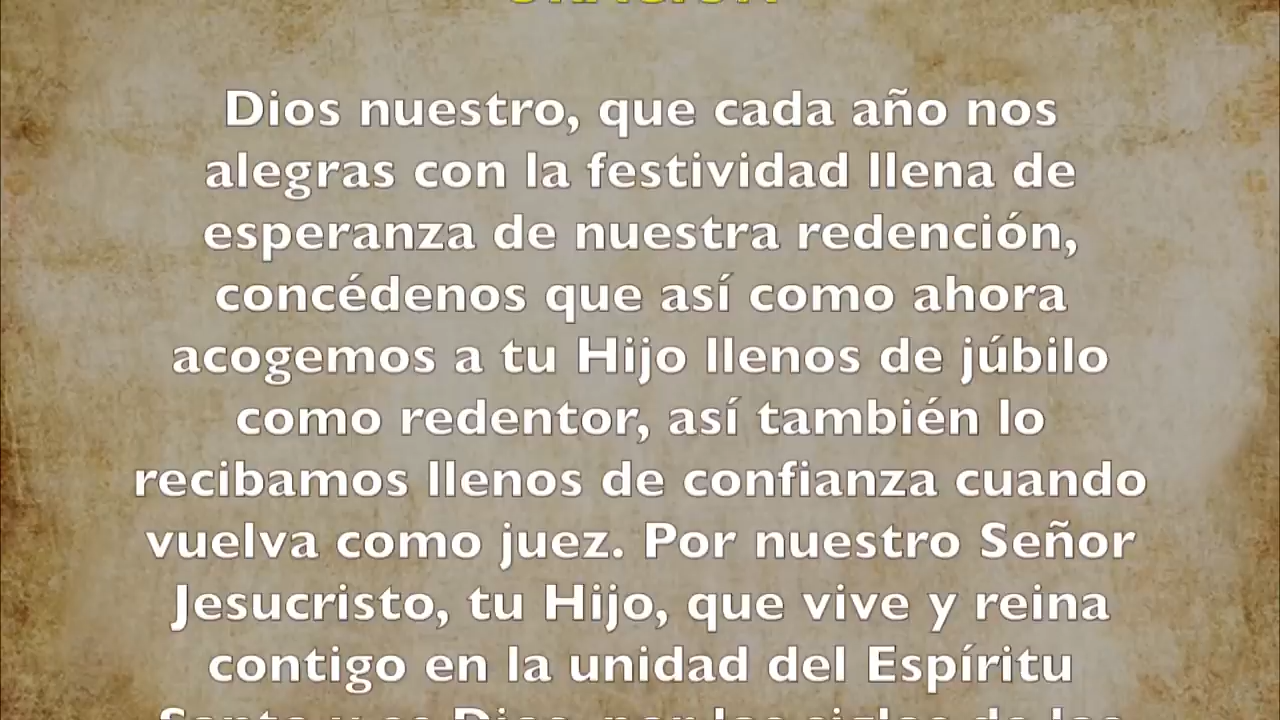 Dios nuestro, que cada año nos
alegras con la festividad llena de
esperanza de nuestra redención,
concédenos que así como ahora
acogemos a tu Hijo llenos de júbilo
como redentor, así también lo
recibamos llenos de confianza cuando
vuelva como juez. Por nuestro Señor
Jesucristo, tu Hijo, que vive y reina
contigo en la unidad del Espíritu